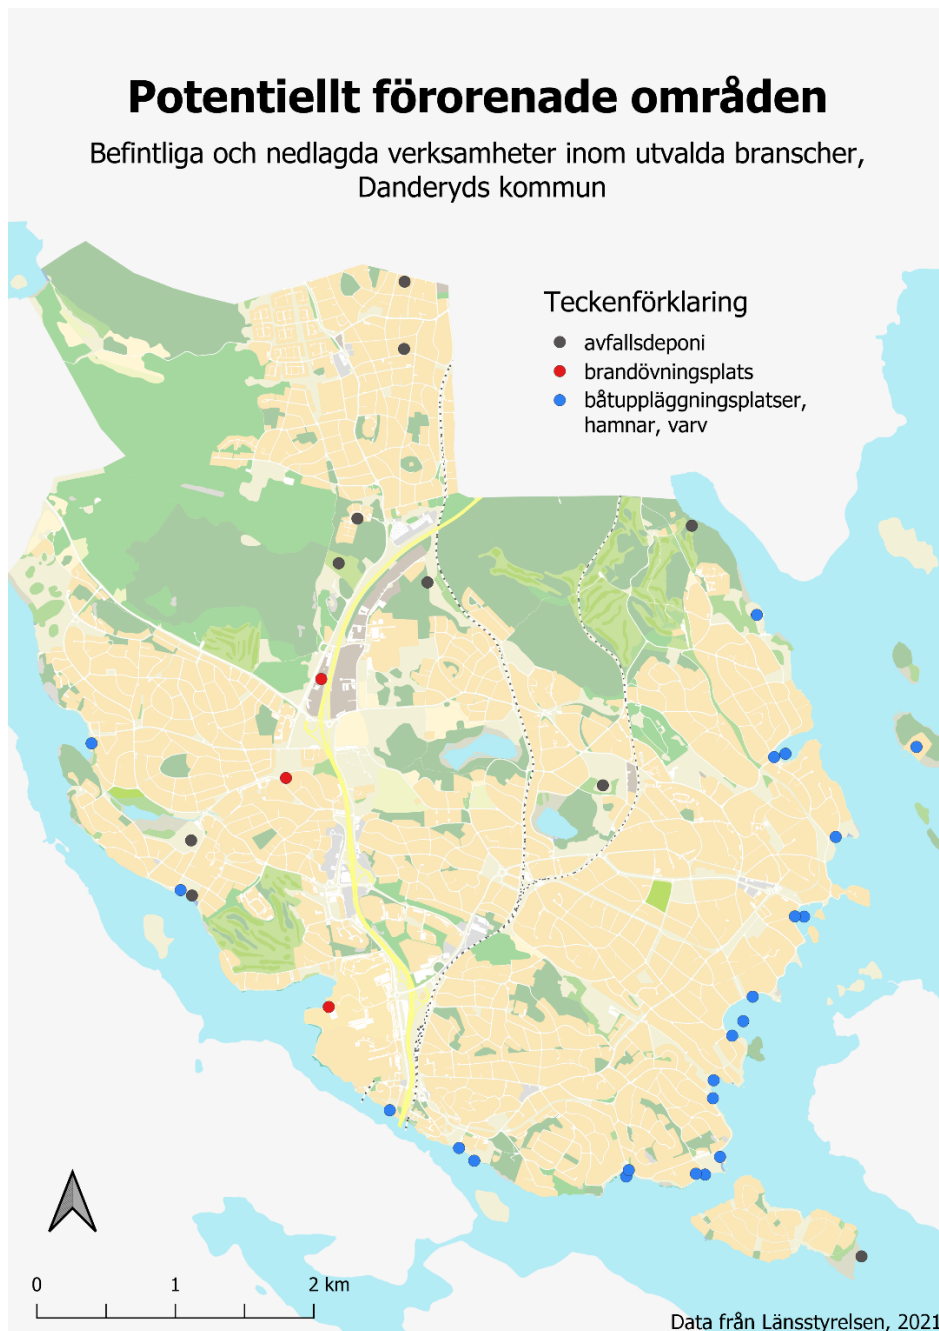 Potentiellt förorenade områden
Befintliga och nedlagda verksamheter inom utvalda branscher,
Danderyds kommun
Teckenförklaring
avfallsdeponi
brandövningsplats
båtuppläggningsplatser,
hamnar, varv
0 1 2 km
Data från Länsstyrelsen, 2021